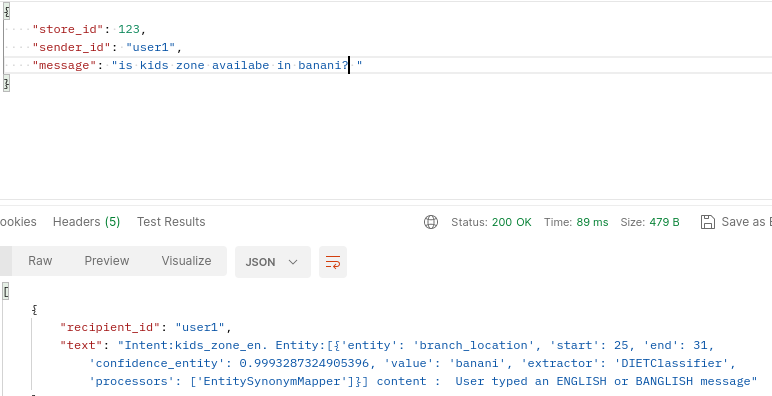 {
"store_id": 123,
"sender_id": "user1",
"message": "is kids zone availabe in banani? "
}
ookies Headers (5) Test Results Status: 200 OK Time: 89 ms Size: 479 B Save as E
Raw Preview Visualize JSON
[
{
"recipient_id": "user1",
"text": "Intent:kids_zone_en. Entity:[{'entity': 'branch_location', 'start': 25, 'end': 31,
'confidence_entity': 0.9993287324905396, 'value': 'banani', 'extractor': 'DIETClassifier',
'processors': ['EntitySynonymMapper']}] content :  User typed an ENGLISH or BANGLISH message"